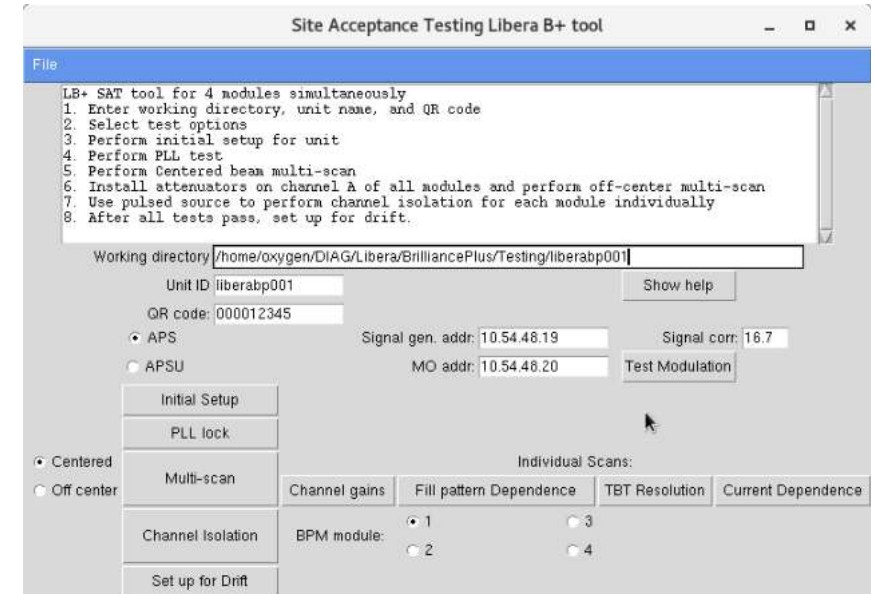 Site Acceptance Testing Libera B+ tool
File
LB+ SAT tool for 4 modules simultaneously
1. Enter working directory, unit name, and QR code
2. Select test options
3. Perform initial setup for unit
4. Perform PLL test
5. Perform Centered beam multi-scan
6. Install attenuators on channel A of all modules and perform off-center multi-scan
7. Use pulsed source to perform channel isolation for each module individually
8. After all tests pass, set up for drift.
Working directory /home/oxygen/DIAG/Libera/BrilliancePlus/Testing/liberabp001
Unit ID liberabp001 Show help
QR code: 000012345
APS Signal gen. addr: 10.54.48.19 Signal corr: 16.7
APSU MO addr: 10.54.48.20 Test Modulation
Initial Setup
PLL lock
Centered Individual Scans:
Multi-scan
Off center Channel gains Fill pattern Dependence TBT Resolution Current Dependence
1 3
Channel Isolation BPM module:
2 4
Set up for Drift